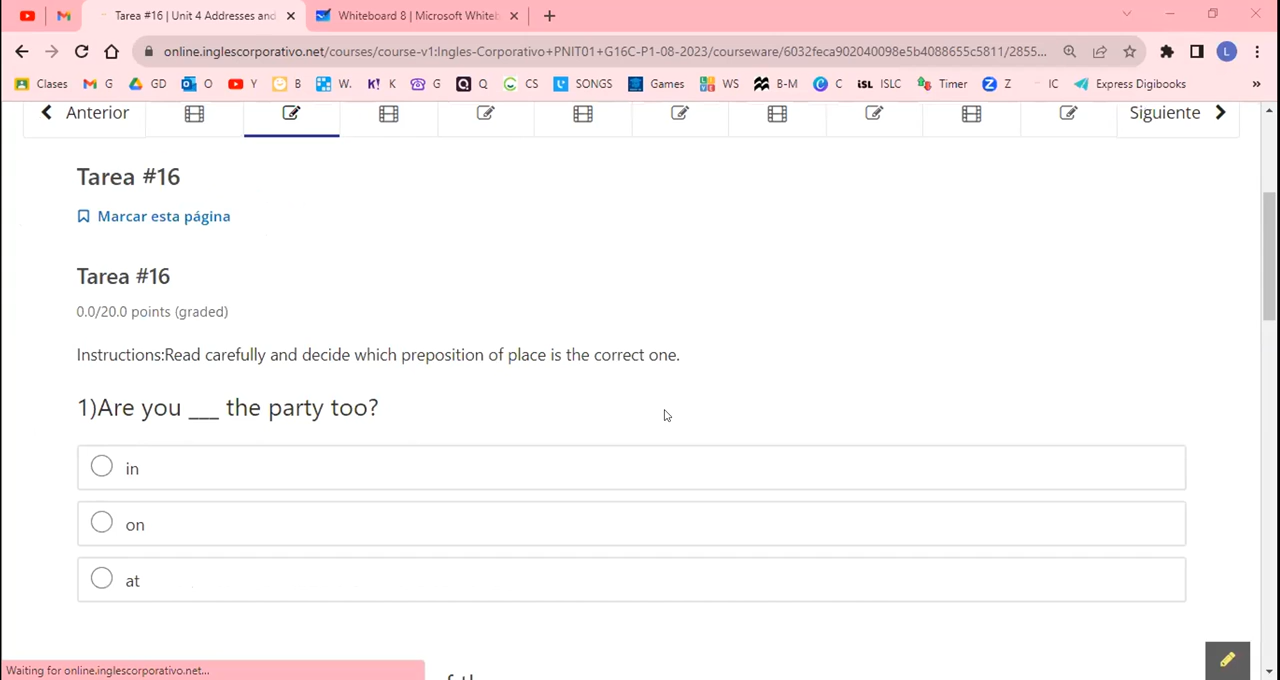 Tarea #16 | Unit 4 Addresses and
Whiteboard 8 | Microsoft Whiteb
online.inglescorporativo.net/courses/course-v1:Ingles-Corporativo+PNIT01+G16C-P1-08-2023/courseware/6032feca902040098e5b4088655c5811/2855...
L
Clases G GD O Y B W. K! K G Q Q CS SONGS Games WS B-M C iSL ISLC Timer Z Z IC Express Digibooks »
Anterior
Siguiente
Tarea #16
Marcar esta página
Tarea #16
0.0/20.0 points (graded)
Instructions:Read carefully and decide which preposition of place is the correct one.
1)Are you ___ the party too?
in
on
at
Waiting for online.inglescorporativo.net...